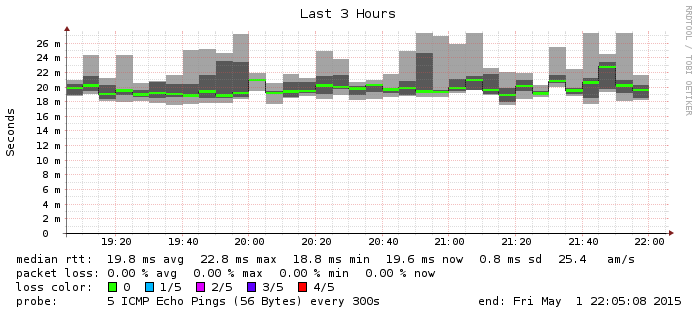 Last 3 Hours
RRDTOOL / TOBI OETIKER
Seconds
26 m
24 m
22 m
20 m
18 m
16 m
14 m
12 m
10 m
8 m
6 m
4 m
2 m
0
19:20 19:40 20:00 20:20 20:40 21:00 21:20 21:40 22:00
median rtt: 19.8 ms avg 22.8 ms max 18.8 ms min 19.6 ms now 0.8 ms sd 25.4 am/s
packet loss: 0.00 % avg 0.00 % max 0.00 % min 0.00 % now
loss color: 0 1/5 2/5 3/5 4/5
probe: 5 ICMP Echo Pings (56 Bytes) every 300s end: Fri May 1 22:05:08 2015